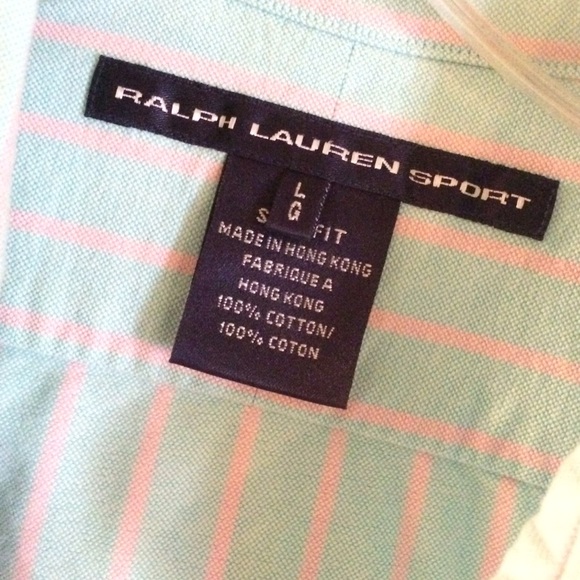 RALPH LAUREN SPORT
L
G
FIT
MADE IN HONG KONG
FABRIQUE A
HONG KONG
100% COTTON/
100% COTON